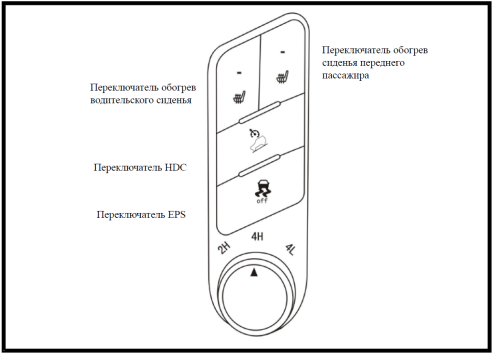 Переключатель обогрев
сиденья переднего
пассажира
Переключатель обогрев
водительского сиденья
Переключатель HDC
off
Переключатель EPS
2H
4H
4L